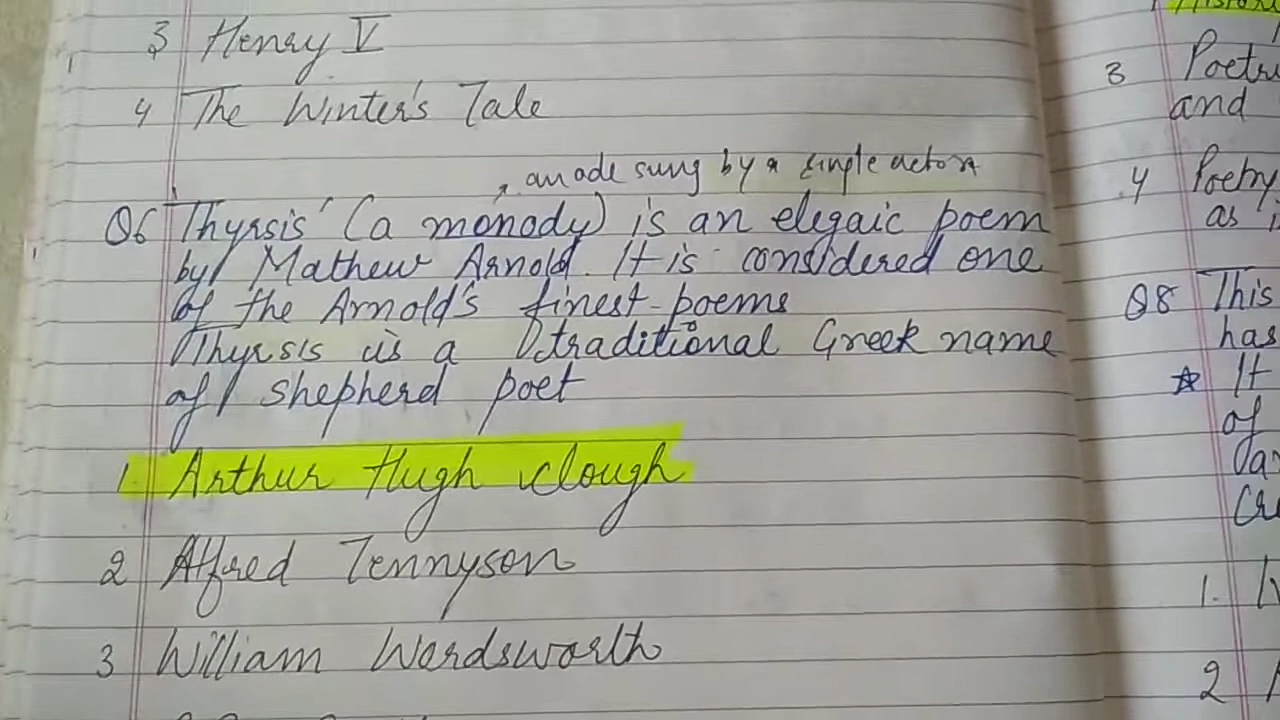 3 Henry V
4 The Winter's Tale
an ode sung by a single actor
Q6 'Thyrsis' (a monody) is an elegaic poem
by Mathew Arnold. It is considered one
of the Arnold's finest poems
Thyrsis is a traditional Greek name
of shepherd poet
1. Arthur Hugh Clough
2 Alfred Tennyson
3 William Wordsworth
3
and
4 Poetry
as
Q8 This
has
It
of
1.
2